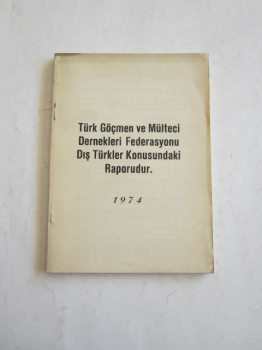 Türk Göçmen ve Mülteci
Dernekleri Federasyonu
Dış Türkler Konusundaki
Raporudur.
1974